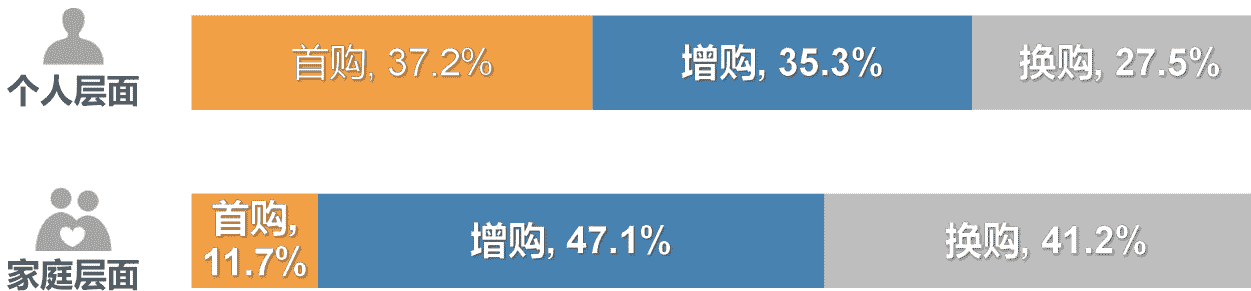 个人层面
首购, 37.2%
增购, 35.3%
换购, 27.5%
家庭层面
首购,
11.7%
增购, 47.1%
换购, 41.2%